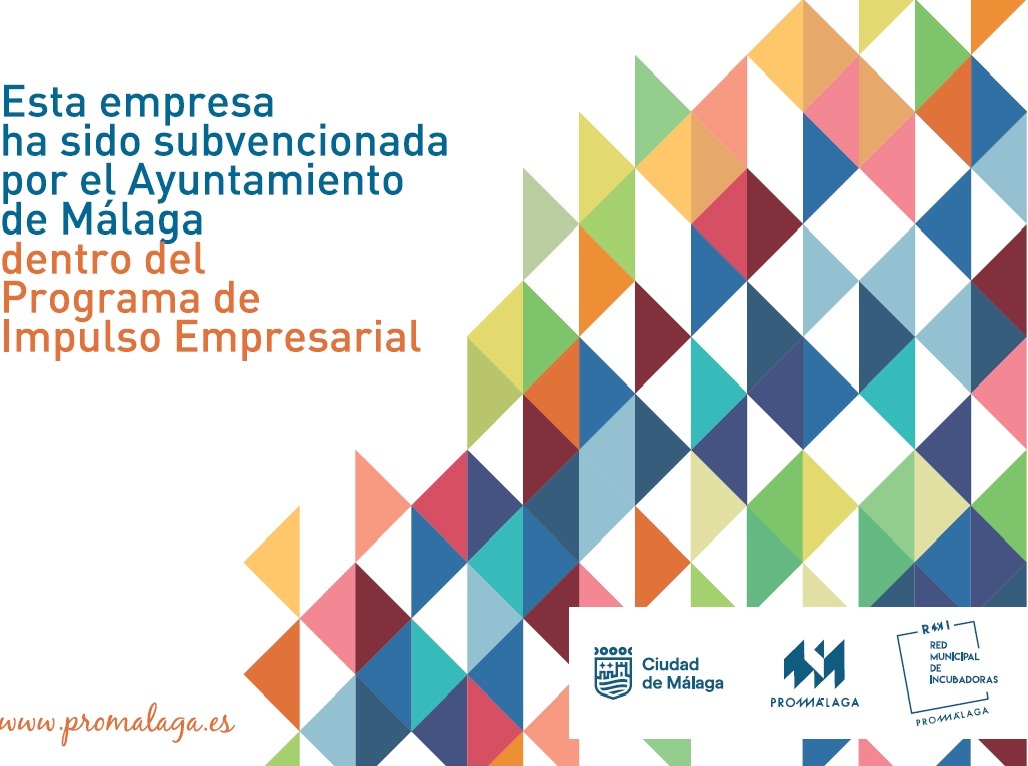 Esta empresa
ha sido subvencionada
por el Ayuntamiento
de Málaga
dentro del
Programa de
Impulso Empresarial
www.promalaga.es
Ciudad
de Málaga
PROMÁLAGA
RMI
RED
MUNICIPAL
DE
INCUBADORAS
PROMÁLAGA